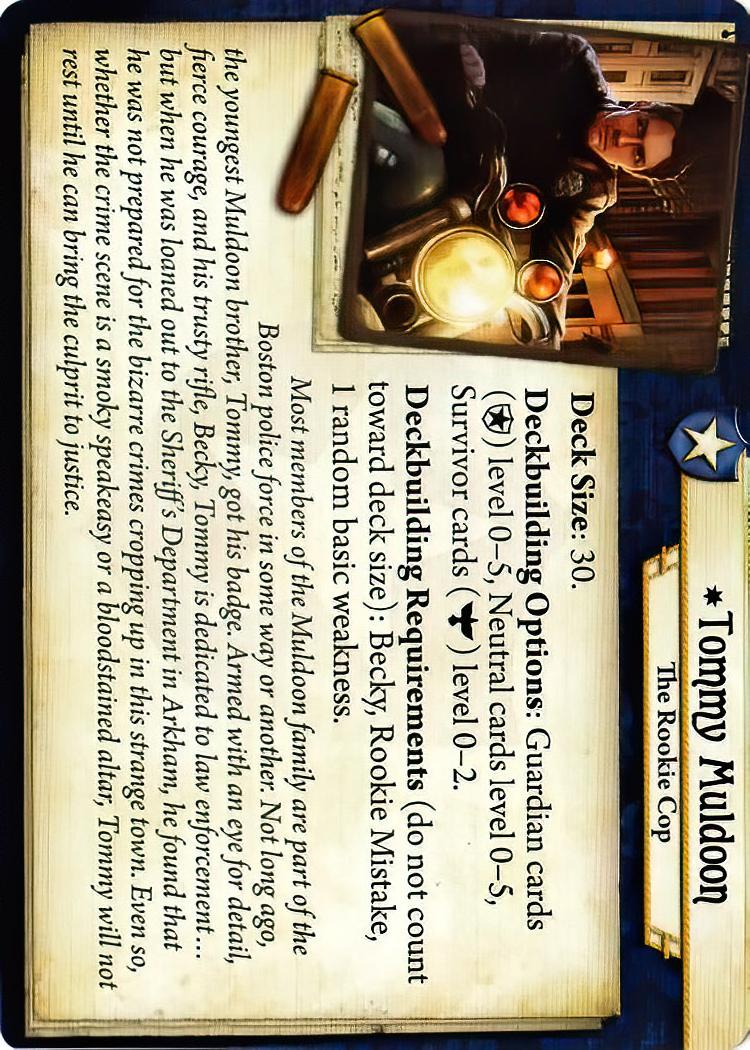 Tommy Muldoon
The Rookie Cop
Deck Size: 30.
Deckbuilding Options: Guardian cards
() level 0–5, Neutral cards level 0–5,
Survivor cards () level 0–2.
Deckbuilding Requirements (do not count
toward deck size): Becky, Rookie Mistake,
1 random basic weakness.
Most members of the Muldoon family are part of the
Boston police force in some way or another. Not long ago,
the youngest Muldoon brother, Tommy, got his badge. Armed with an eye for detail,
fierce courage, and his trusty rifle, Becky, Tommy is dedicated to law enforcement…
but when he was loaned out to the Sheriff's Department in Arkham, he found that
he was not prepared for the bizarre crimes cropping up in this strange town. Even so,
whether the crime scene is a smoky speakeasy or a bloodstained altar, Tommy will not
rest until he can bring the culprit to justice.